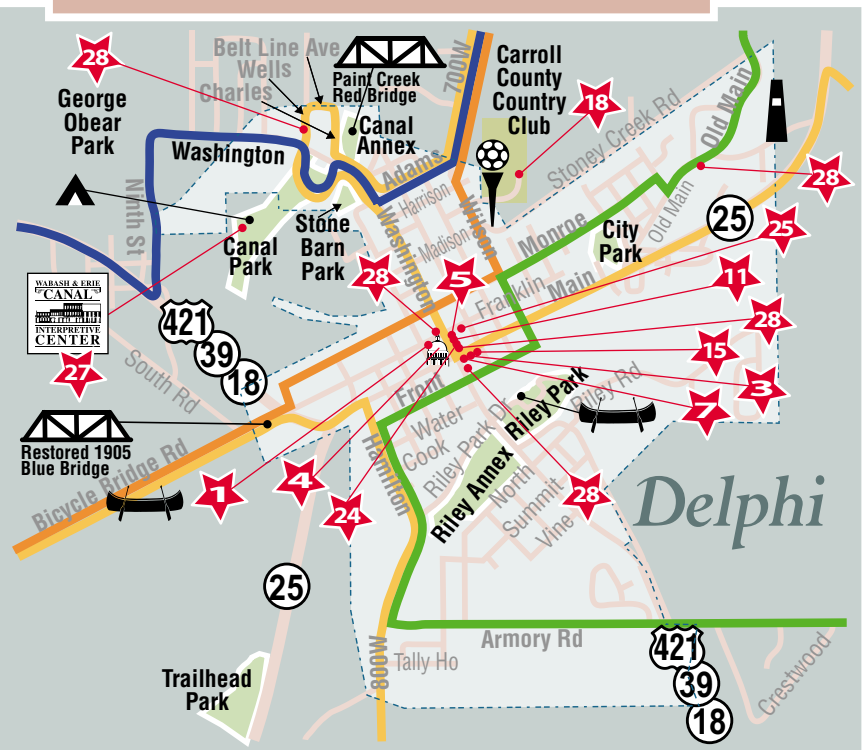 Belt Line Ave
Wells
Charles
28
George
Obear
Park
Paint Creek
Red Bridge
Canal
Annex
700W
Carroll
County
Country
Club
18
Stoney Creek Rd
Old Main
28
Washington
Adams
Harrison
Madison
Wilson
Washington
Ninth St
Canal
Park
Stone
Barn
Park
Monroe
City
Park
Old Main
25
25
28
5
Franklin
Main
11
28
15
3
7
WABASH & ERIE
"CANAL"
INTERPRETIVE
CENTER
27
421
39
18
South Rd
Front
Water
Cook
Riley Park Dr
Riley Park
Riley Rd
Riley Annex
North
Summit
Vine
28
Hamilton
Restored 1905
Blue Bridge
Bicycle Bridge Rd
1
4
24
Delphi
25
Armory Rd
800W
Tally Ho
421
39
18
Crestwood
Trailhead
Park